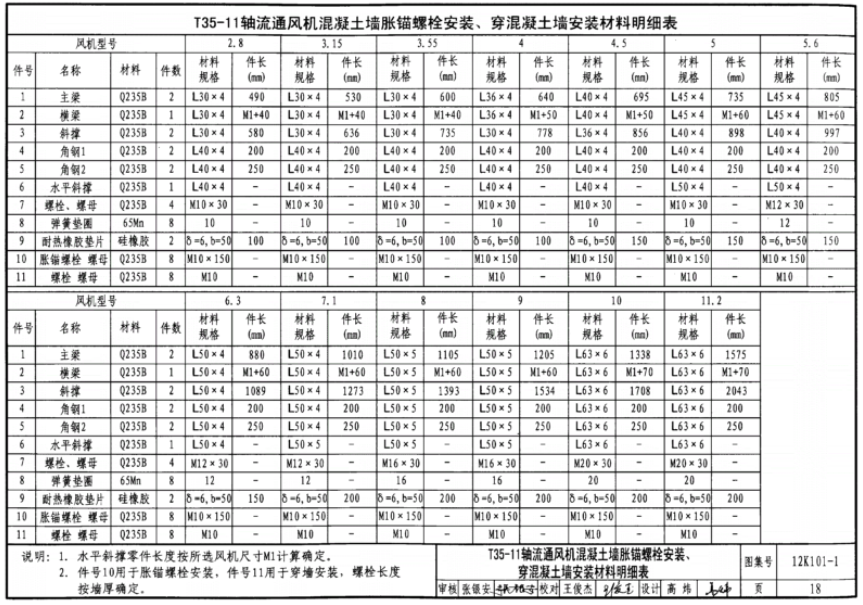 T35-11轴流通风机混凝土墙胀锚螺栓安装、穿混凝土墙安装材料明细表
风机型号 2.8 3.15 3.55 4 4.5 5 5.6
件号 名称 材料 件数 材料规格 件长(mm) 材料规格 件长(mm) 材料规格 件长(mm) 材料规格 件长(mm) 材料规格 件长(mm) 材料规格 件长(mm) 材料规格 件长(mm)
1 主梁 Q235B 2 L30×4 490 L30×4 530 L30×4 600 L36×4 640 L40×4 695 L45×4 735 L45×4 805
2 横梁 Q235B 1 L30×4 M1+40 L30×4 M1+40 L30×4 M1+40 L36×4 M1+50 L40×4 M1+50 L45×4 M1+60 L45×4 M1+60
3 斜撑 Q235B 2 L30×4 580 L30×4 636 L30×4 735 L30×4 778 L36×4 856 L40×4 898 L40×4 997
4 角钢1 Q235B 2 L40×4 200 L40×4 200 L40×4 200 L40×4 200 L40×4 200 L40×4 200 L40×4 200
5 角钢2 Q235B 2 L40×4 250 L40×4 250 L40×4 250 L40×4 250 L40×4 250 L40×4 250 L40×4 250
6 水平斜撑 Q235B 1 L40×4 - L40×4 - L40×4 - L40×4 - L40×4 - L50×4 - L50×4 -
7 螺栓、螺母 Q235B 4 M10×30 - M10×30 - M10×30 - M10×30 - M10×30 - M10×30 - M12×30 -
8 弹簧垫圈 65Mn 8 10 - 10 - 10 - 10 - 10 - 10 - 12 -
9 耐热橡胶垫片 硅橡胶 2 δ=6, b=50 100 δ=6, b=50 100 δ=6, b=50 100 δ=6, b=50 100 δ=6, b=50 150 δ=6, b=50 150 δ=6, b=50 150
10 胀锚螺栓 螺母 Q235B 8 M10×150 - M10×150 - M10×150 - M10×150 - M10×150 - M10×150 - M10×150 -
11 螺栓 螺母 Q235B 8 M10 - M10 - M10 - M10 - M10 - M10 - M10 -
风机型号 6.3 7.1 8 9 10 11.2
件号 名称 材料 件数 材料规格 件长(mm) 材料规格 件长(mm) 材料规格 件长(mm) 材料规格 件长(mm) 材料规格 件长(mm) 材料规格 件长(mm)
1 主梁 Q235B 2 L50×4 880 L50×4 1010 L50×5 1105 L50×5 1205 L63×6 1338 L63×6 1575
2 横梁 Q235B 1 L50×4 M1+60 L50×4 M1+60 L50×5 M1+60 L50×5 M1+60 L63×6 M1+70 L63×6 M1+70
3 斜撑 Q235B 2 L50×4 1089 L50×4 1273 L50×5 1393 L50×5 1534 L63×6 1708 L63×6 2043
4 角钢1 Q235B 2 L50×4 200 L50×4 200 L50×5 200 L50×5 200 L63×6 200 L63×6 200
5 角钢2 Q235B 2 L50×4 250 L50×4 250 L50×5 250 L50×5 250 L63×6 250 L63×6 250
6 水平斜撑 Q235B 1 L50×4 - L50×5 - L50×5 - L63×6 - L63×6 -
7 螺栓、螺母 Q235B 4 M12×30 - M12×30 - M16×30 - M16×30 - M20×30 - M20×30 -
8 弹簧垫圈 65Mn 8 12 - 12 - 16 - 16 - 20 - 20 -
9 耐热橡胶垫片 硅橡胶 2 δ=6, b=50 150 δ=6, b=50 200 δ=6, b=50 200 δ=6, b=50 200 δ=6, b=50 200 δ=6, b=50 200
10 胀锚螺栓 螺母 Q235B 8 M10×150 - M10×150 - M10×150 - M10×150 - M10×150 - M10×150 -
11 螺栓 螺母 Q235B 8 M10 - M10 - M10 - M10 - M10 - M10 -
说明：1. 水平斜撑零件长度按所选风机尺寸M1计算确定。
2. 件号10用于胀锚螺栓安装，件号11用于穿墙安装，螺栓长度
按墙厚确定。
T35-11轴流通风机混凝土墙胀锚螺栓安装、
穿混凝土墙安装材料明细表
图集号 12K101-1
审核 张银安 校对 王俊杰 设计 高炜 页 18